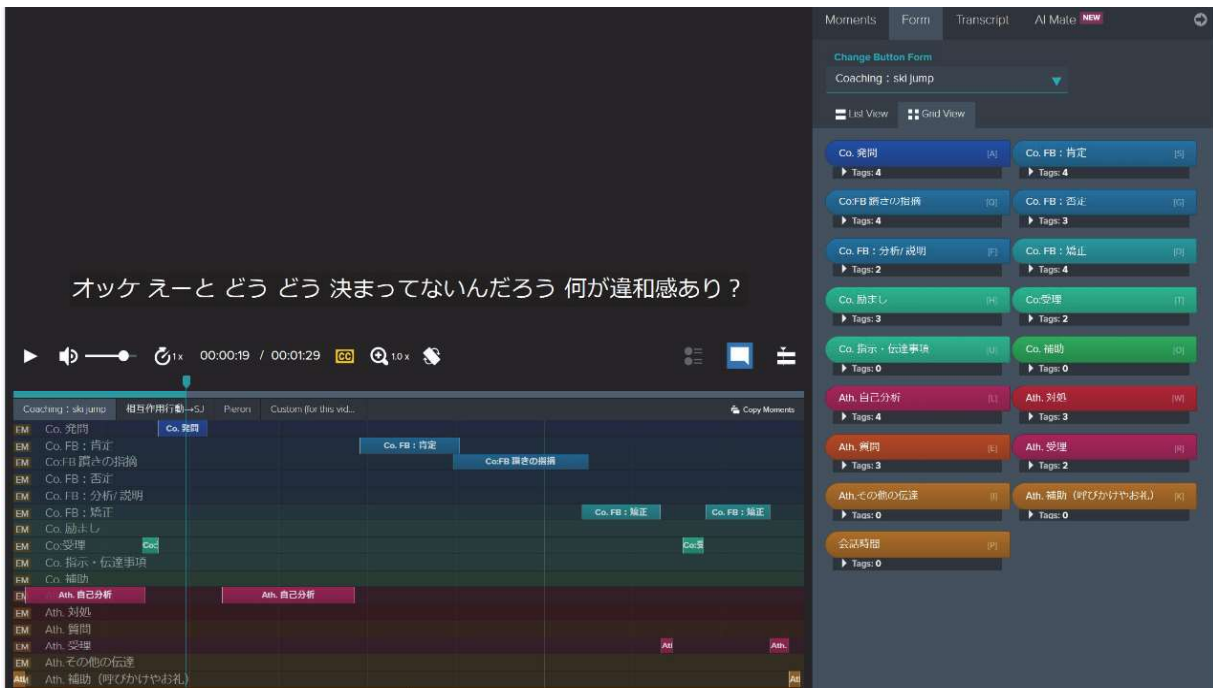 Moments Form Transcript AI Mate NEW
Change Button Form
Coaching : ski jump
List View Grid View
Co. 発問 [A] Co. FB : 肯定 [S]
Tags: 4 Tags: 4
Co:FB 躓きの指摘 [Q] Co. FB : 否定 [G]
Tags: 4 Tags: 3
Co. FB : 分析/ 説明 [F] Co. FB : 矯正 [D]
Tags: 2 Tags: 4
Co. 励まし [H] Co:受理 [T]
Tags: 3 Tags: 2
Co. 指示・伝達事項 [U] Co. 補助 [O]
Tags: 0 Tags: 0
Ath. 自己分析 [L] Ath. 対処 [W]
Tags: 4 Tags: 3
Ath. 質問 [E] Ath. 受理 [R]
Tags: 3 Tags: 2
Ath.その他の伝達 [I] Ath. 補助（呼びかけやお礼） [K]
Tags: 0 Tags: 0
会話時間 [P]
Tags: 0
オッケ えーと どう どう 決まってないんだろう 何が違和感あり？
1x 00:00:19 / 00:01:29 CC 1.0 x
Coaching : ski jump 相互作用行動→SJ Pieron Custom (for this vid... Copy Moments
EM Co. 発問 Co. 発問
EM Co. FB : 肯定 Co. FB : 肯定
EM Co:FB 躓きの指摘 Co:FB 躓きの指摘
EM Co. FB : 否定
EM Co. FB : 分析/ 説明
EM Co. FB : 矯正 Co. FB : 矯正 Co. FB : 矯正
EM Co. 励まし
EM Co:受理
EM Co. 指示・伝達事項
EM Co. 補助
Ath. 自己分析 Ath. 自己分析
EM Ath. 対処
EM Ath. 質問
EM Ath. 受理 Ath.
EM Ath.その他の伝達
Ath. 補助（呼びかけやお礼）